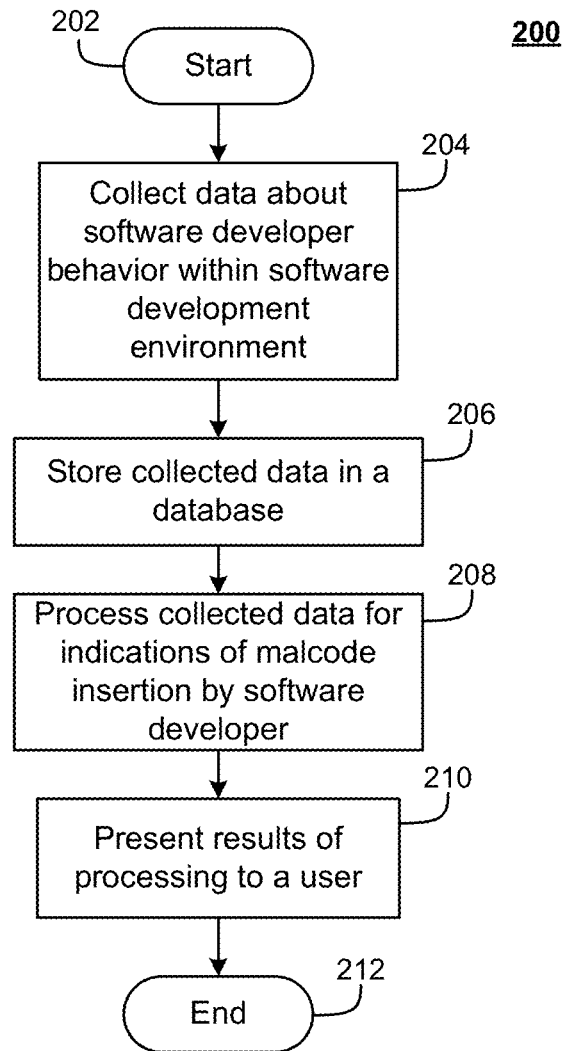 202
200
Start
204
Collect data about
software developer
behavior within software
development
environment
206
Store collected data in a
database
208
Process collected data for
indications of malcode
insertion by software
developer
210
Present results of
processing to a user
212
End